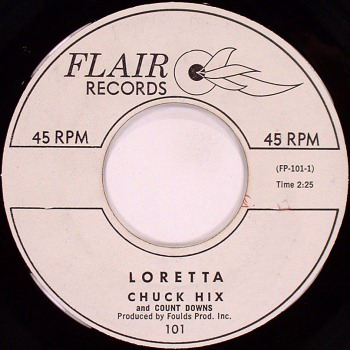 FLAIR
RECORDS
45 RPM
45 RPM
(FP-101-1)
Time 2:25
LORETTA
CHUCK HIX
and COUNT DOWNS
Produced by Foulds Prod. Inc.
101